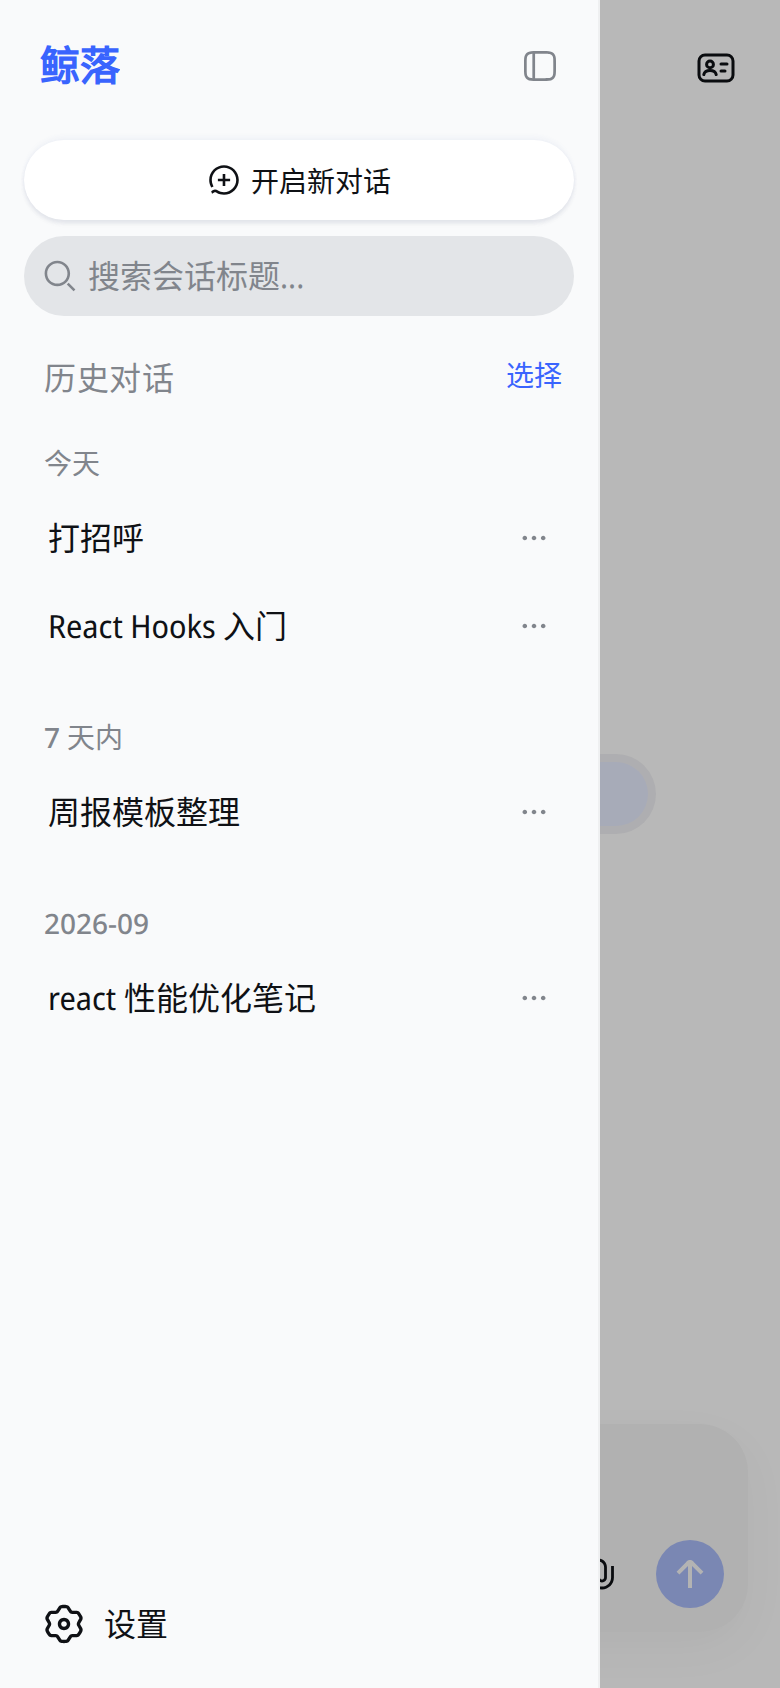 鲸落
开启新对话
搜索会话标题...
历史对话
选择
今天
打招呼
React Hooks 入门
7 天内
周报模板整理
2026-09
react 性能优化笔记
设置